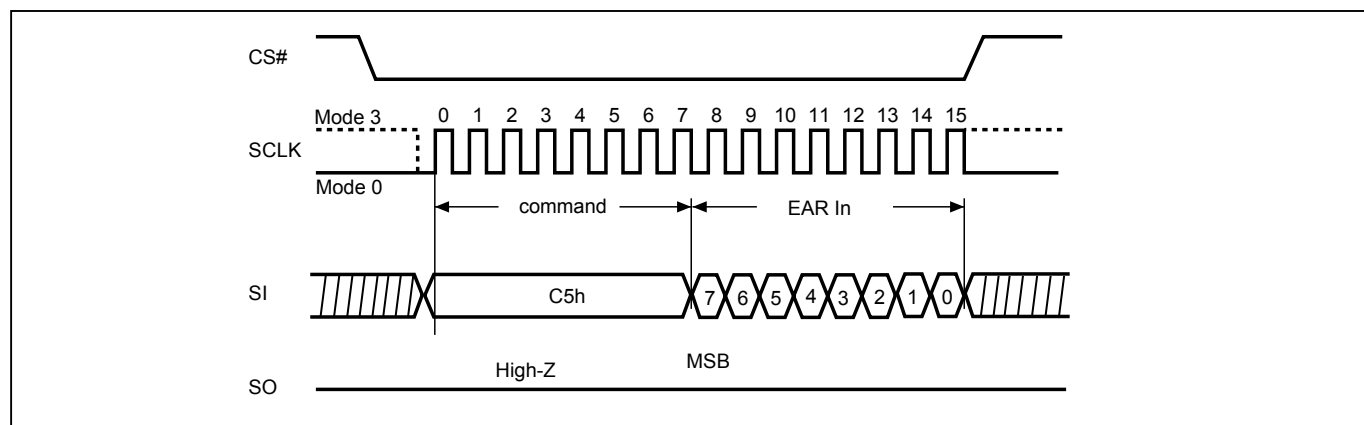 CS#
Mode 3
0 1 2 3 4 5 6 7 8 9 10 11 12 13 14 15
SCLK
Mode 0
command EAR In
SI C5h 7 6 5 4 3 2 1 0
High-Z MSB
SO